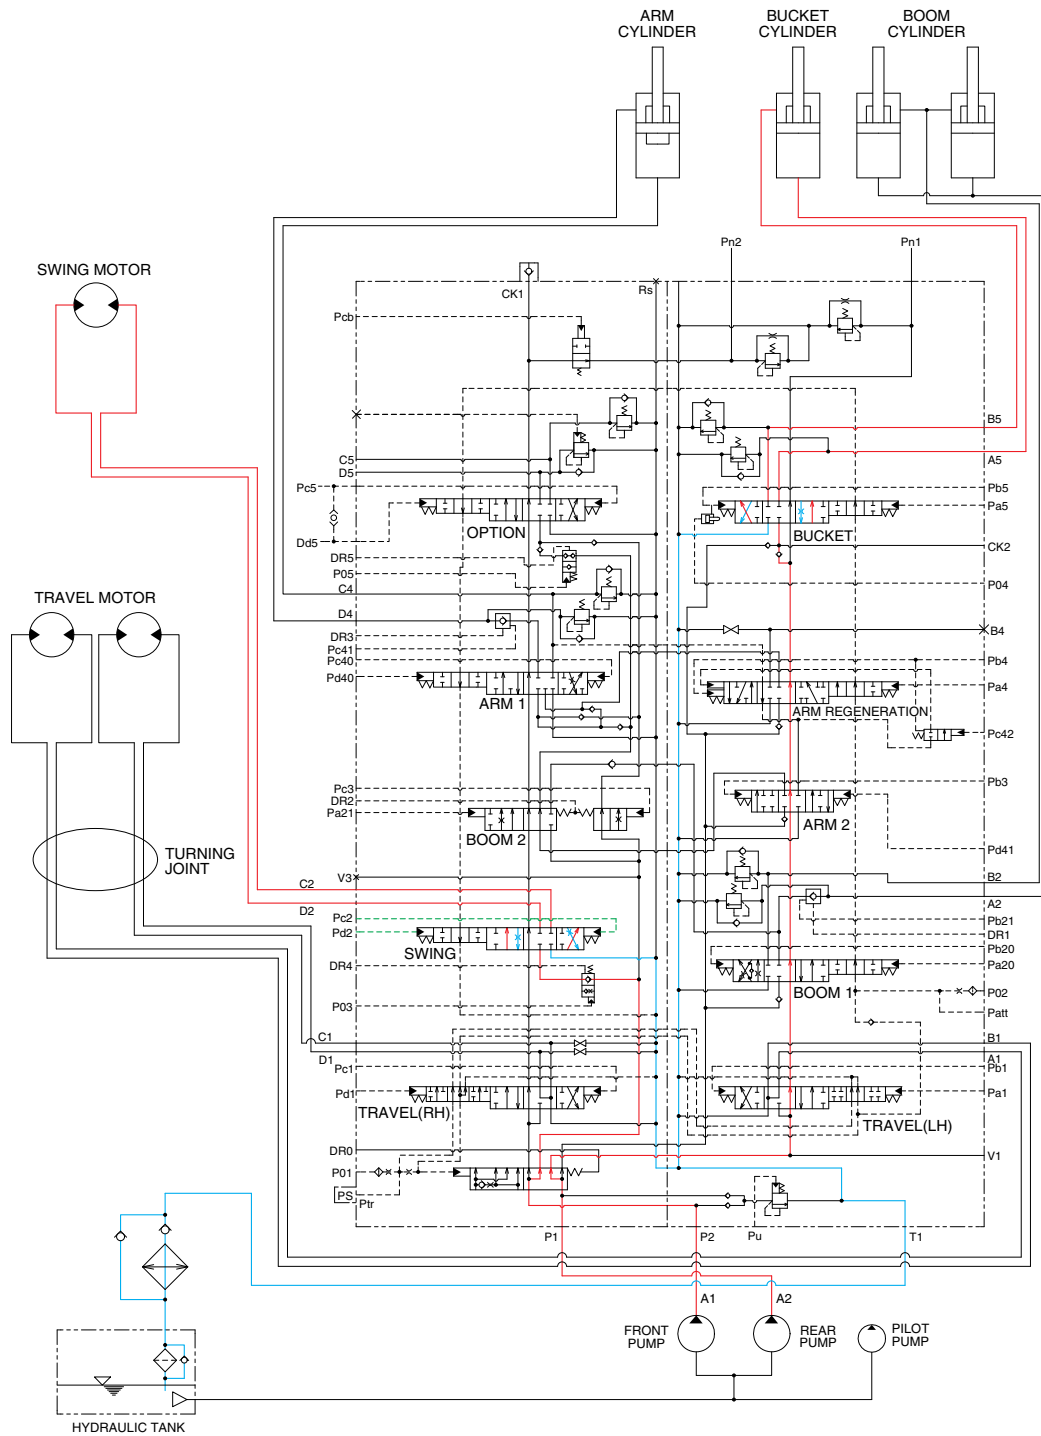 ARM
CYLINDER
BUCKET
CYLINDER
BOOM
CYLINDER
SWING MOTOR
Pn2
Pn1
CK1
Rs
Pcb
B5
C5
D5
A5
Pc5
Pb5
Pa5
OPTION
BUCKET
Dd5
CK2
DR5
P05
P04
C4
TRAVEL MOTOR
D4
B4
DR3
Pc41
Pc40
Pb4
Pd40
Pa4
ARM 1
ARM REGENERATION
Pc42
Pc3
Pb3
DR2
Pa21
BOOM 2
ARM 2
TURNING
JOINT
Pd41
V3
B2
C2
A2
D2
Pc2
Pb21
Pd2
DR1
SWING
Pb20
DR4
Pa20
BOOM 1
P03
P02
Patt
C1
B1
D1
A1
Pc1
Pb1
Pd1
Pa1
TRAVEL(RH)
TRAVEL(LH)
DR0
V1
P01
PS
Ptr
P1
P2
Pu
T1
A1
A2
FRONT
PUMP
REAR
PUMP
PILOT
PUMP
HYDRAULIC TANK